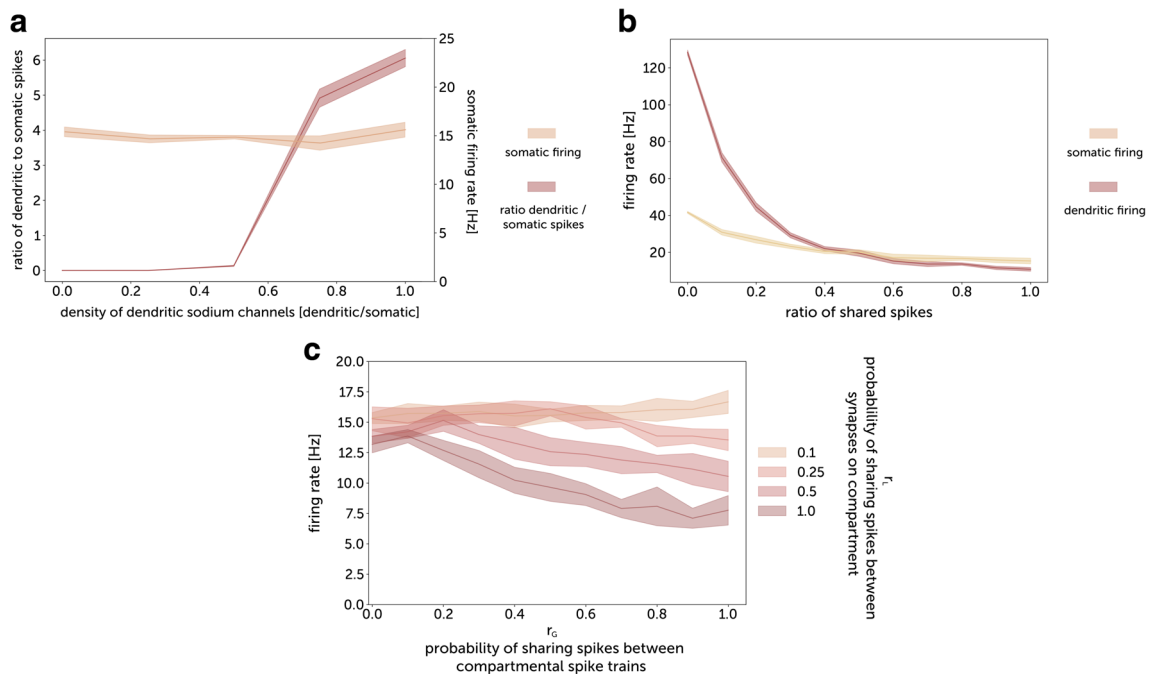 a
ratio of dendritic to somatic spikes
6
5
4
3
2
1
0
25
20
15
10
5
0
somatic firing rate [Hz]
0.0 0.2 0.4 0.6 0.8 1.0
density of dendritic sodium channels [dendritic/somatic]
somatic firing
ratio dendritic /
somatic spikes
b
firing rate [Hz]
120
100
80
60
40
20
0.0 0.2 0.4 0.6 0.8 1.0
ratio of shared spikes
somatic firing
dendritic firing
c
firing rate [Hz]
20.0
17.5
15.0
12.5
10.0
7.5
5.0
2.5
0.0
0.0 0.2 0.4 0.6 0.8 1.0
rG
probability of sharing spikes between
compartmental spike trains
0.1
0.25
0.5
1.0
rL
probablility of sharing spikes between
synapses on compartment